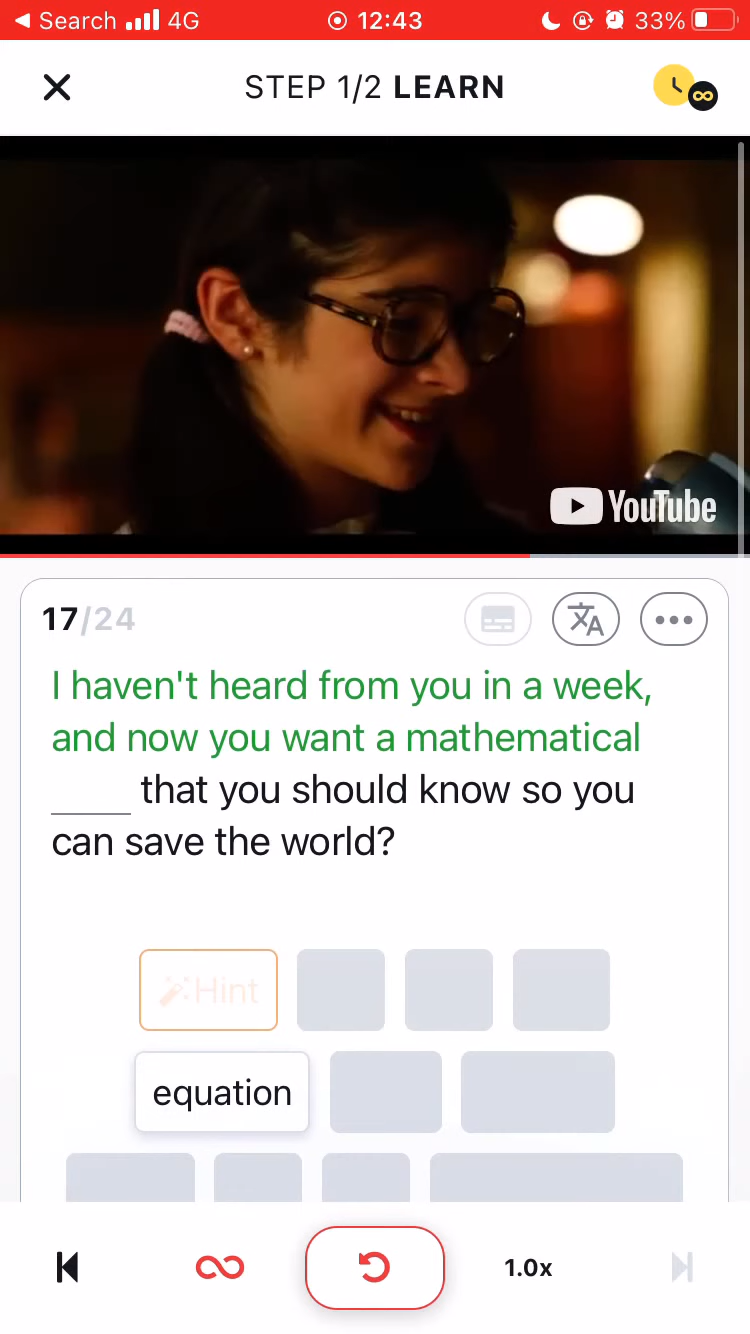 Search 4G 12:43 33%
STEP 1/2 LEARN
YouTube
17/24
I haven't heard from you in a week,
and now you want a mathematical
____ that you should know so you
can save the world?
Hint
equation
1.0x